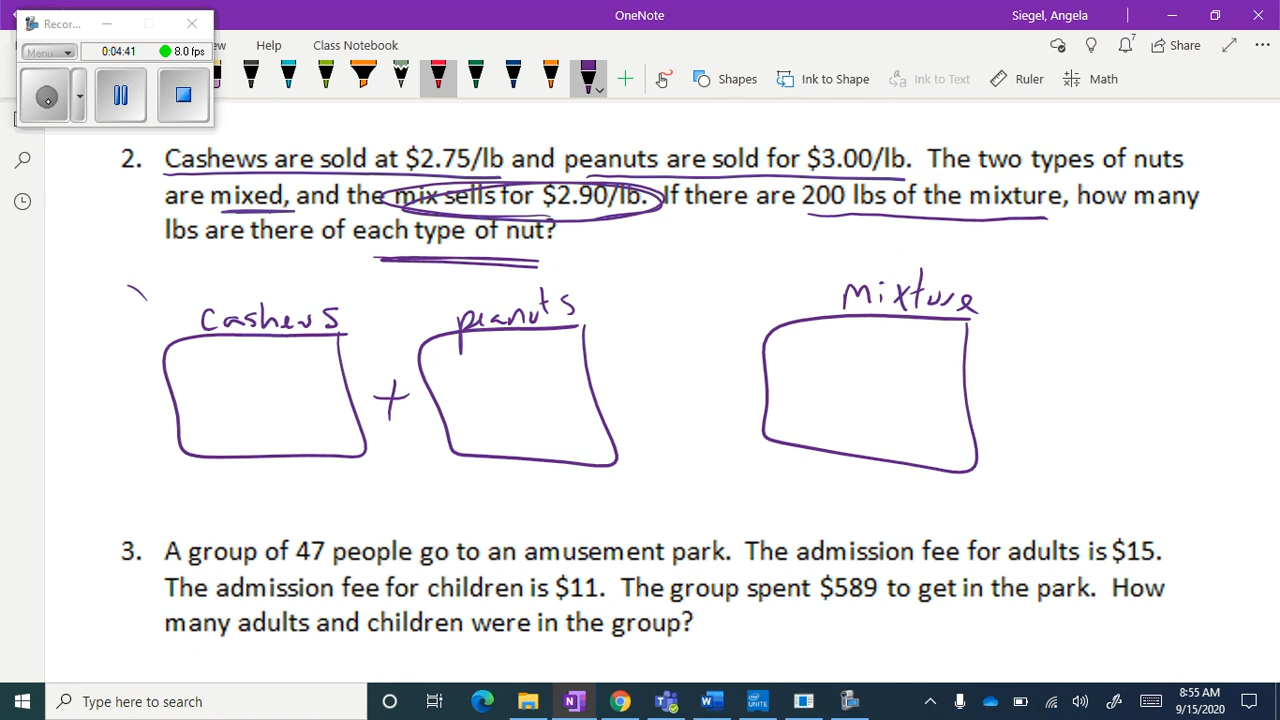 Recor...
OneNote
Siegel, Angela
Menu
0:04:41
8.0 fps
Help
Class Notebook
Share
Shapes
Ink to Shape
Ink to Text
Ruler
Math
2. Cashews are sold at $2.75/lb and peanuts are sold for $3.00/lb. The two types of nuts
are mixed, and the mix sells for $2.90/lb. If there are 200 lbs of the mixture, how many
lbs are there of each type of nut?
cashews
peanuts
mixture
+
3. A group of 47 people go to an amusement park. The admission fee for adults is $15.
The admission fee for children is $11. The group spent $589 to get in the park. How
many adults and children were in the group?
Type here to search
8:55 AM
9/15/2020